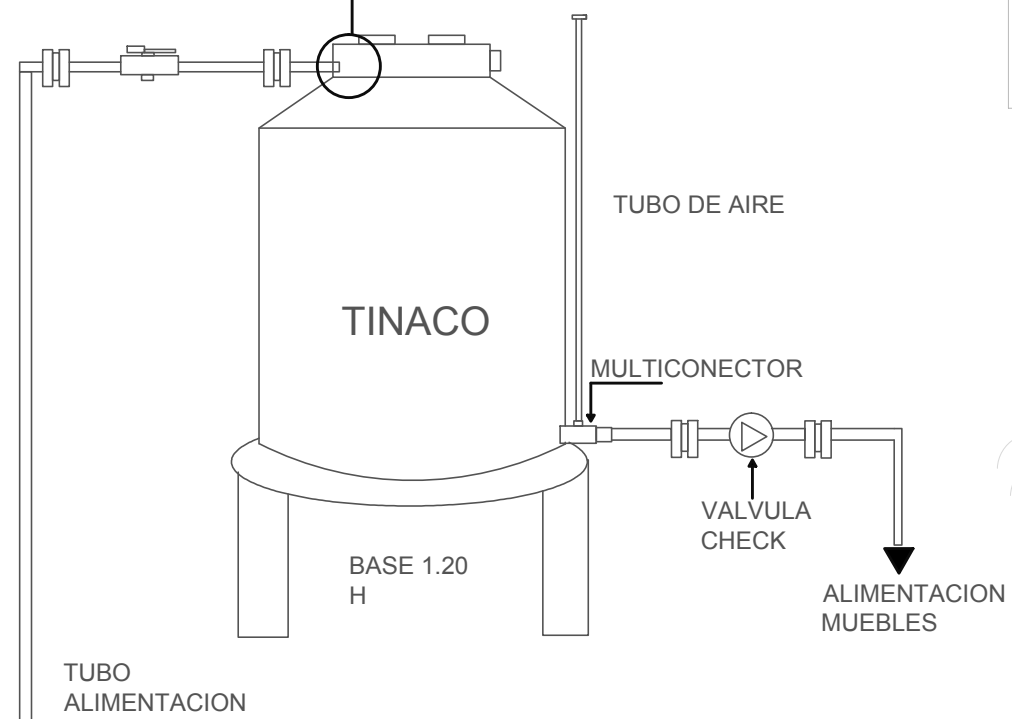 TUBO DE AIRE
TINACO
MULTICONECTOR
VALVULA
CHECK
BASE 1.20
H
ALIMENTACION
MUEBLES
TUBO
ALIMENTACION